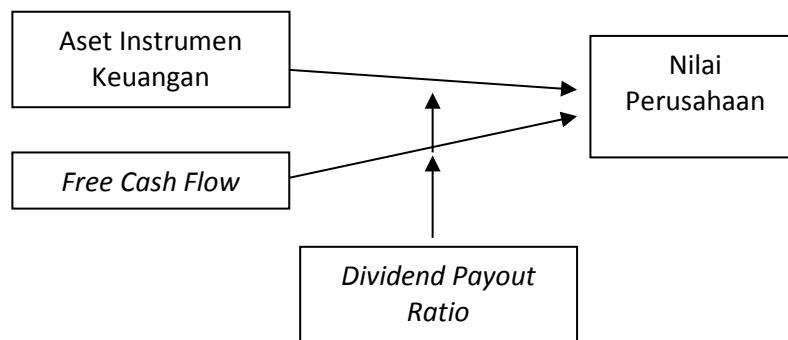 Aset Instrumen
Keuangan
Nilai
Perusahaan
Free Cash Flow
Dividend Payout
Ratio